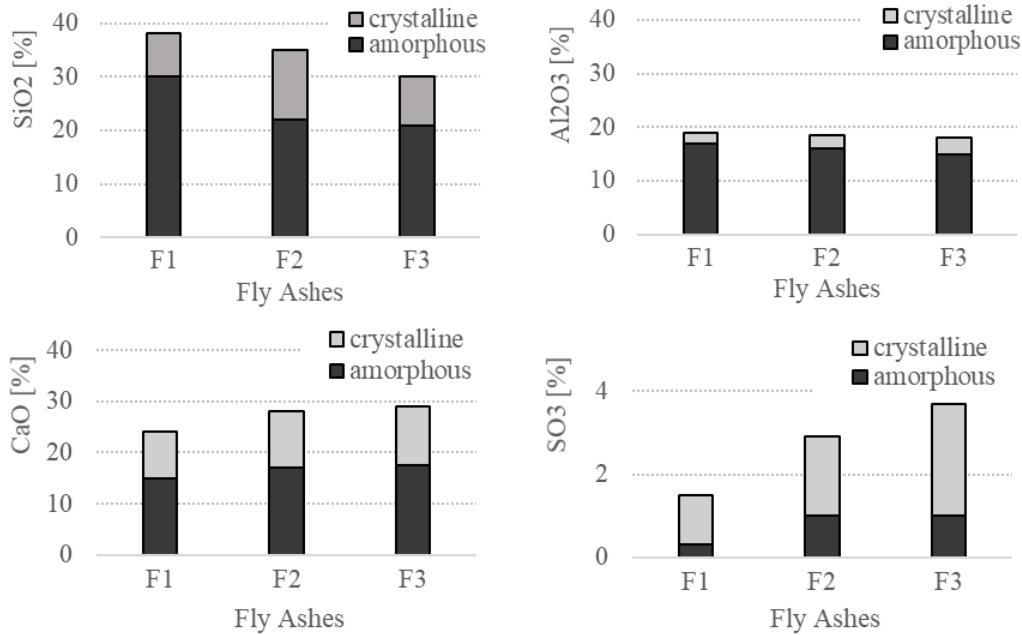 SiO2 [%]
40
30
20
10
0
crystalline
amorphous
F1 F2 F3
Fly Ashes
Al2O3 [%]
40
30
20
10
0
crystalline
amorphous
F1 F2 F3
Fly Ashes
CaO [%]
40
30
20
10
0
crystalline
amorphous
F1 F2 F3
Fly Ashes
SO3 [%]
4
2
0
crystalline
amorphous
F1 F2 F3
Fly Ashes